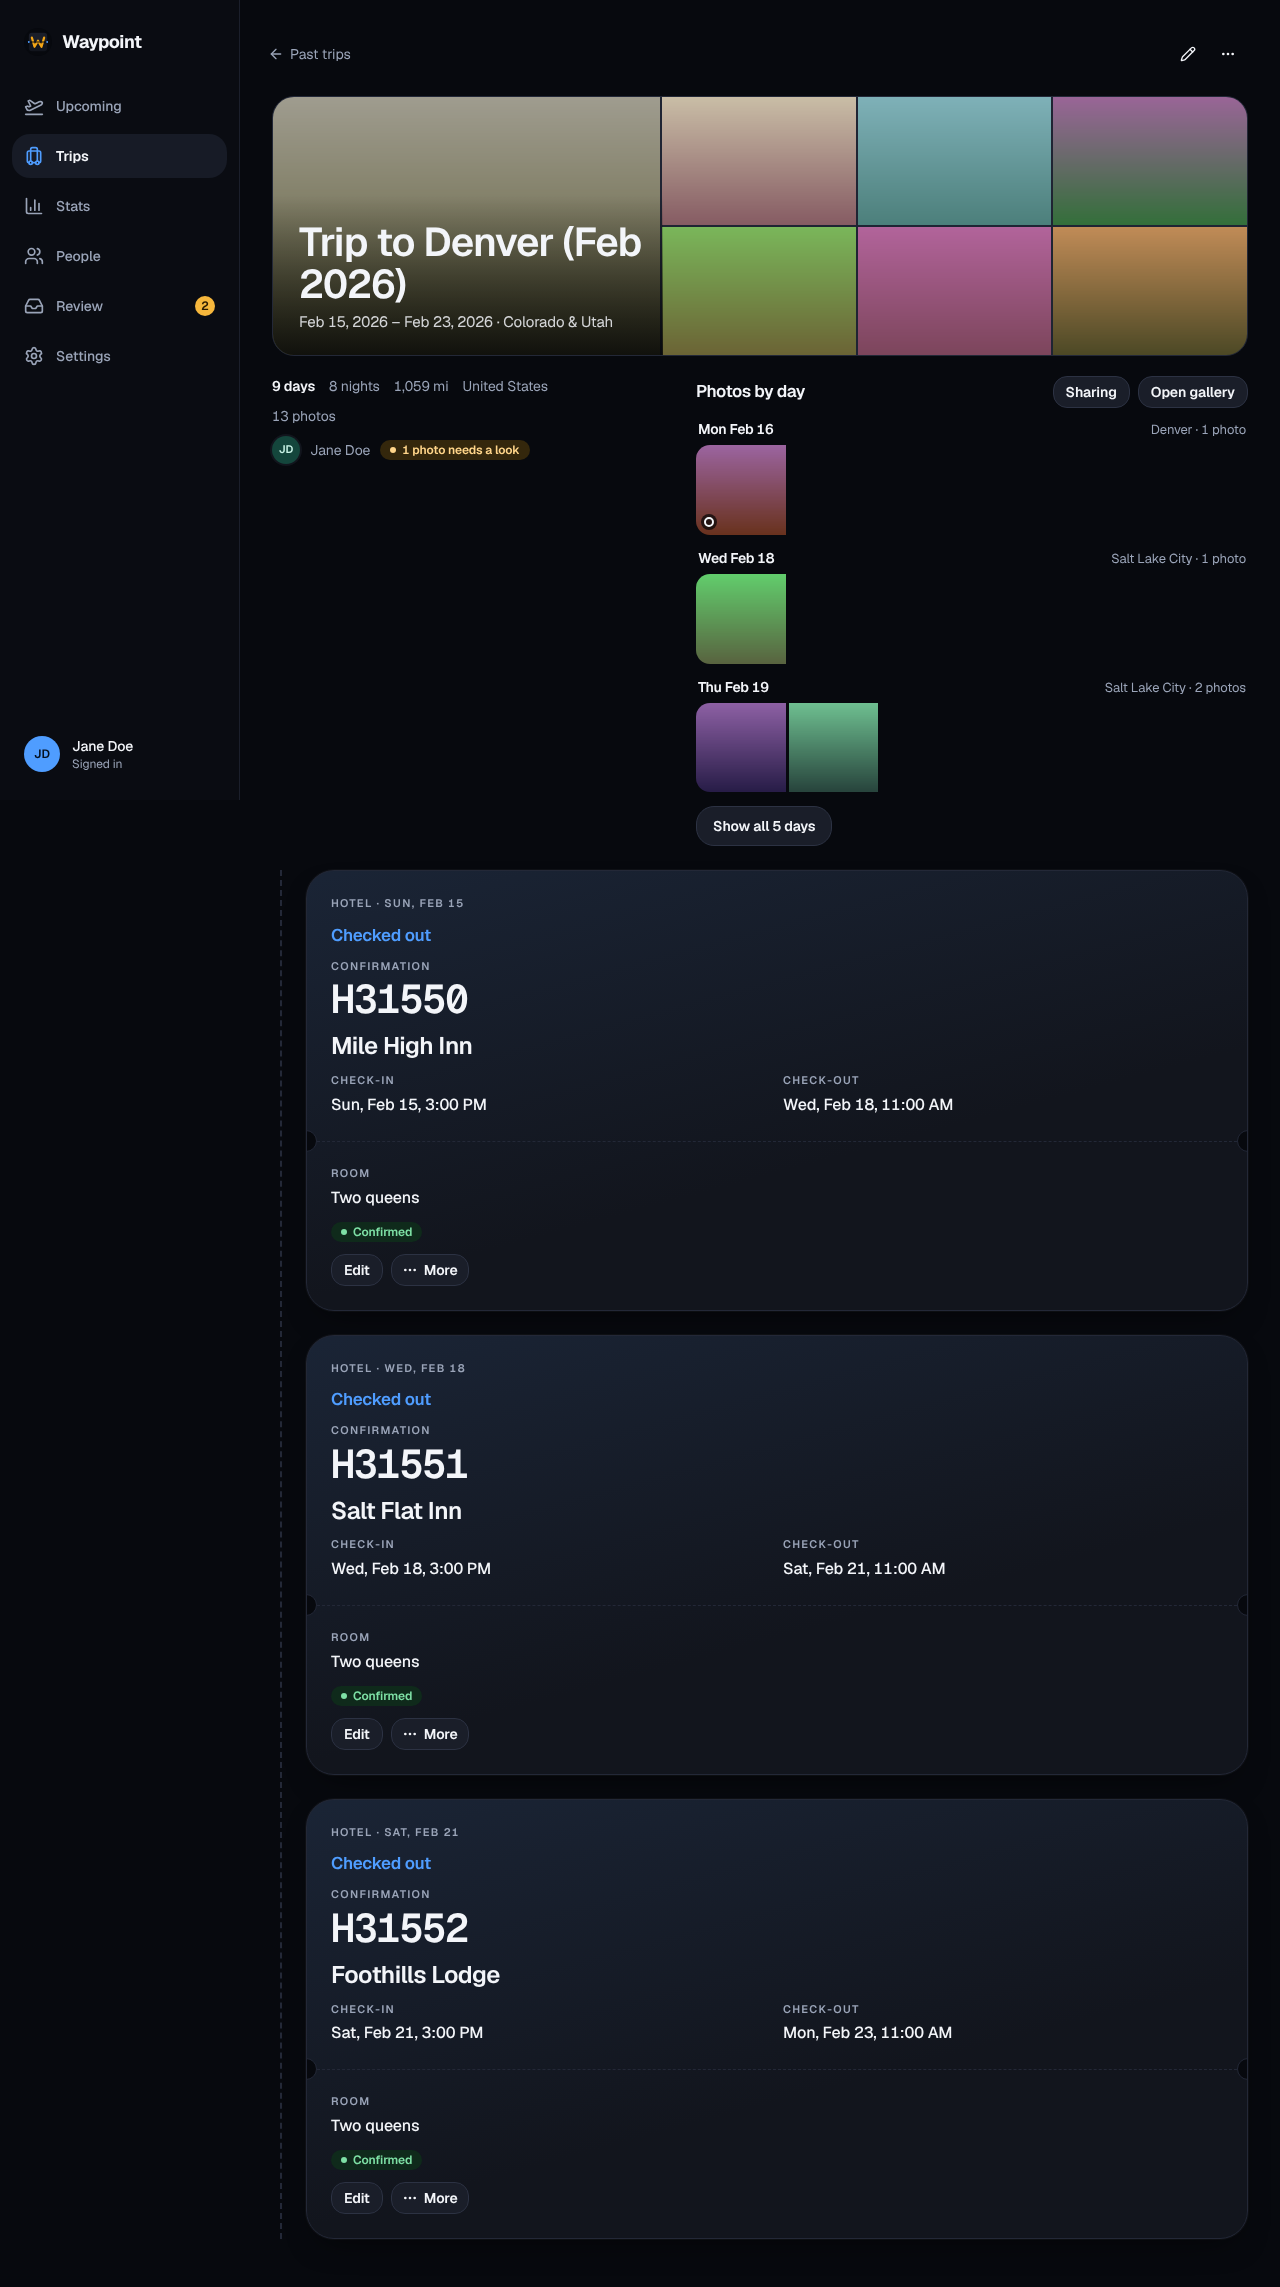 Waypoint
Upcoming
Trips
Stats
People
Review 2
Settings
JD
Jane Doe
Signed in
Past trips
Trip to Denver (Feb
2026)
Feb 15, 2026 – Feb 23, 2026 · Colorado & Utah
9 days 8 nights 1,059 mi United States
13 photos
JD Jane Doe 1 photo needs a look
Photos by day Sharing Open gallery
Mon Feb 16 Denver · 1 photo
Wed Feb 18 Salt Lake City · 1 photo
Thu Feb 19 Salt Lake City · 2 photos
Show all 5 days
HOTEL · SUN, FEB 15
Checked out
CONFIRMATION
H31550
Mile High Inn
CHECK-IN CHECK-OUT
Sun, Feb 15, 3:00 PM Wed, Feb 18, 11:00 AM
ROOM
Two queens
Confirmed
Edit More
HOTEL · WED, FEB 18
Checked out
CONFIRMATION
H31551
Salt Flat Inn
CHECK-IN CHECK-OUT
Wed, Feb 18, 3:00 PM Sat, Feb 21, 11:00 AM
ROOM
Two queens
Confirmed
Edit More
HOTEL · SAT, FEB 21
Checked out
CONFIRMATION
H31552
Foothills Lodge
CHECK-IN CHECK-OUT
Sat, Feb 21, 3:00 PM Mon, Feb 23, 11:00 AM
ROOM
Two queens
Confirmed
Edit More